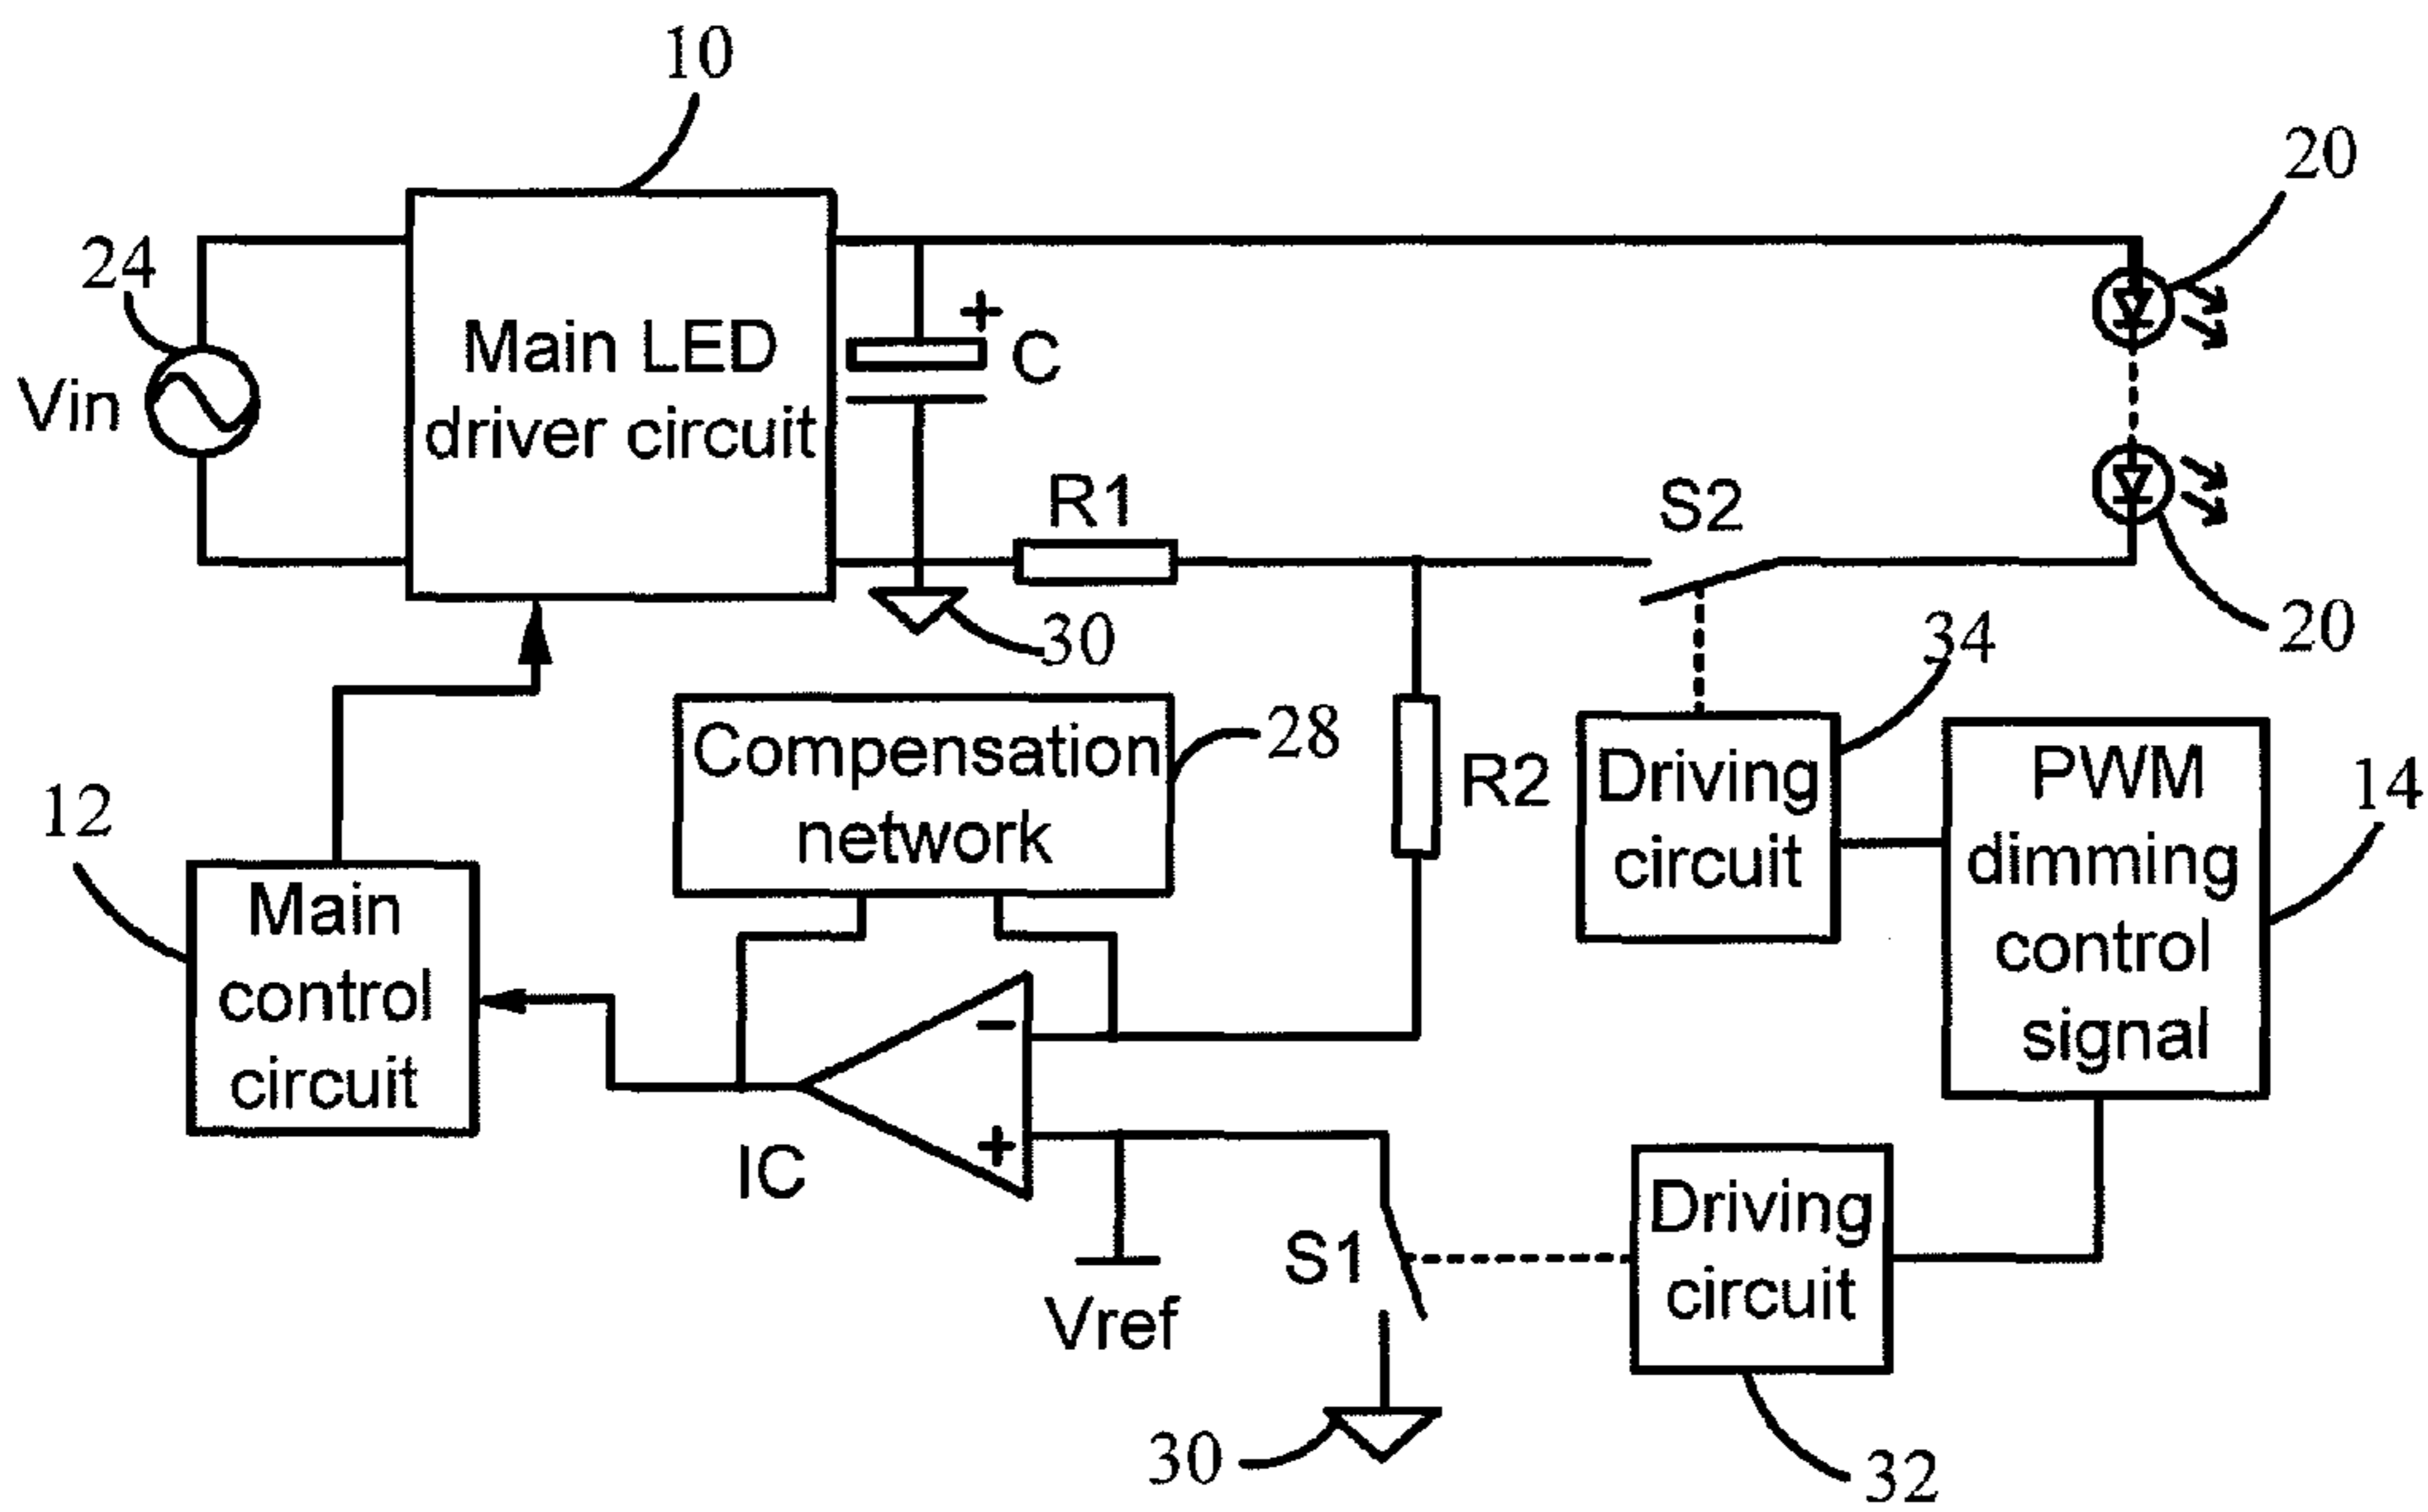 10
20
24
Vin
Main LED
driver circuit
+
C
R1
S2
30
34
20
Compensation
network
28
R2
Driving
circuit
PWM
dimming
control
signal
14
12
Main
control
circuit
−
+
IC
Vref
S1
Driving
circuit
30
32